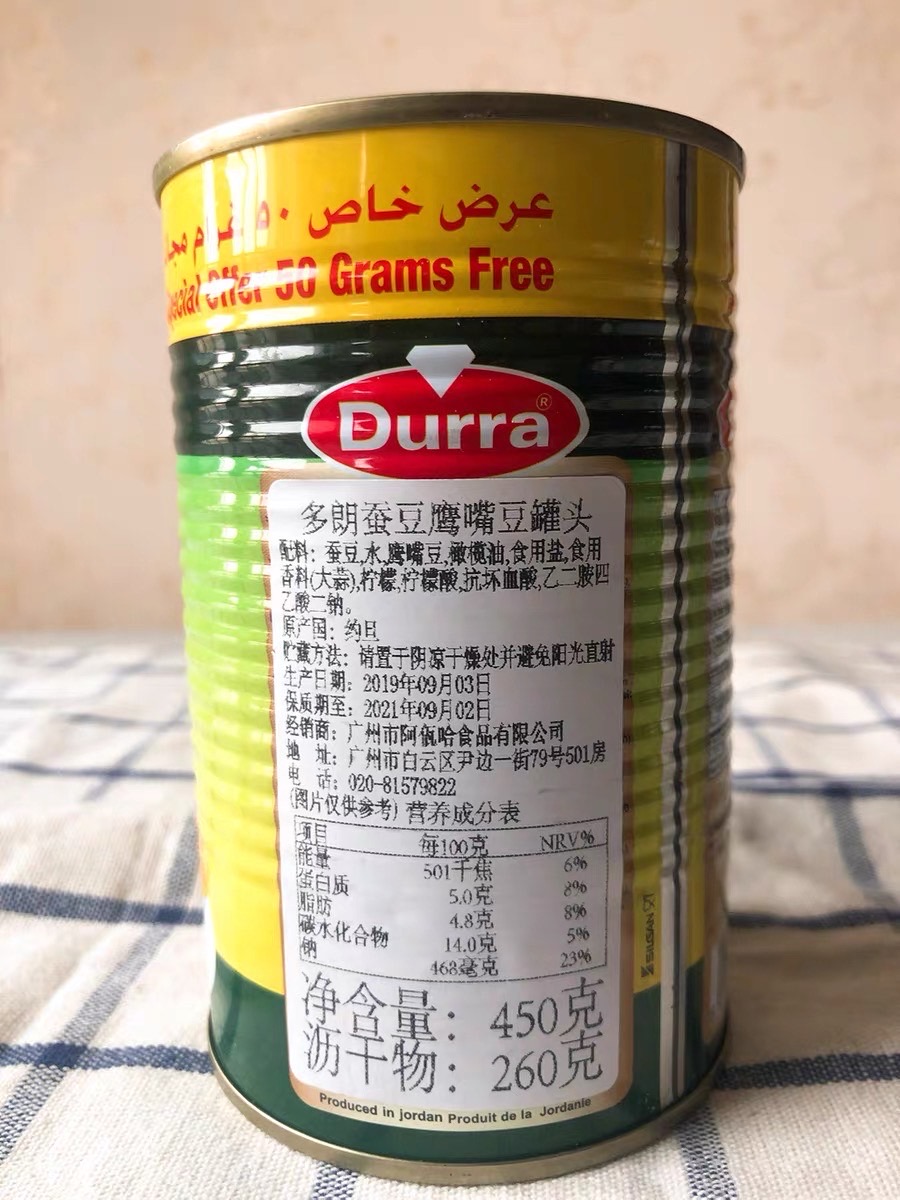 عرض خاص ٥٠ غرام
Offer 50 Grams Free
Durra®
多朗蚕豆鹰嘴豆罐头
配料：蚕豆,水,鹰嘴豆,橄榄油,食用盐,食用
香料(大蒜),柠檬,柠檬酸,抗坏血酸,乙二胺四
乙酸二钠。
原产国：约旦
贮藏方法：请置于阴凉干燥处并避免阳光直射
生产日期：2019年09月03日
保质期至：2021年09月02日
经销商：广州市阿佤哈食品有限公司
地 址：广州市白云区尹边一街79号501房
电 话：020-81579822
(图片仅供参考) 营养成分表
项目 每100克 NRV%
能量 501千焦 6%
蛋白质 5.0克 8%
脂肪 4.8克 8%
碳水化合物 14.0克 5%
钠 468毫克 23%
净含量：450克
沥干物：260克
Produced in jordan Produit de la Jordanie
SILGAN